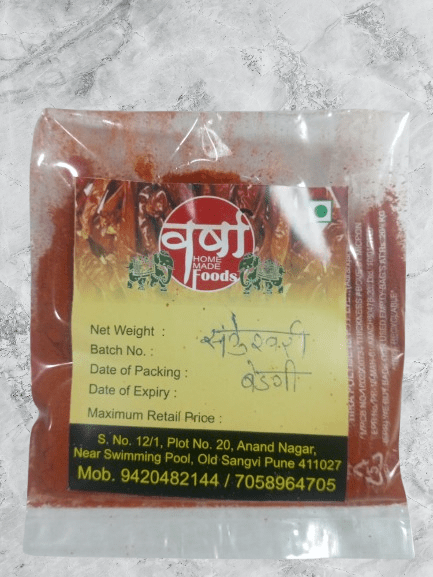 वर्षा
HOME
MADE
Foods
Net Weight :
Batch No. :
Date of Packing :
Date of Expiry :
Maximum Retail Price :
संकेश्वरी
बेडगी
S. No. 12/1, Plot No. 20, Anand Nagar,
Near Swimming Pool, Old Sangvi Pune 411027
Mob. 9420482144 / 7058964705